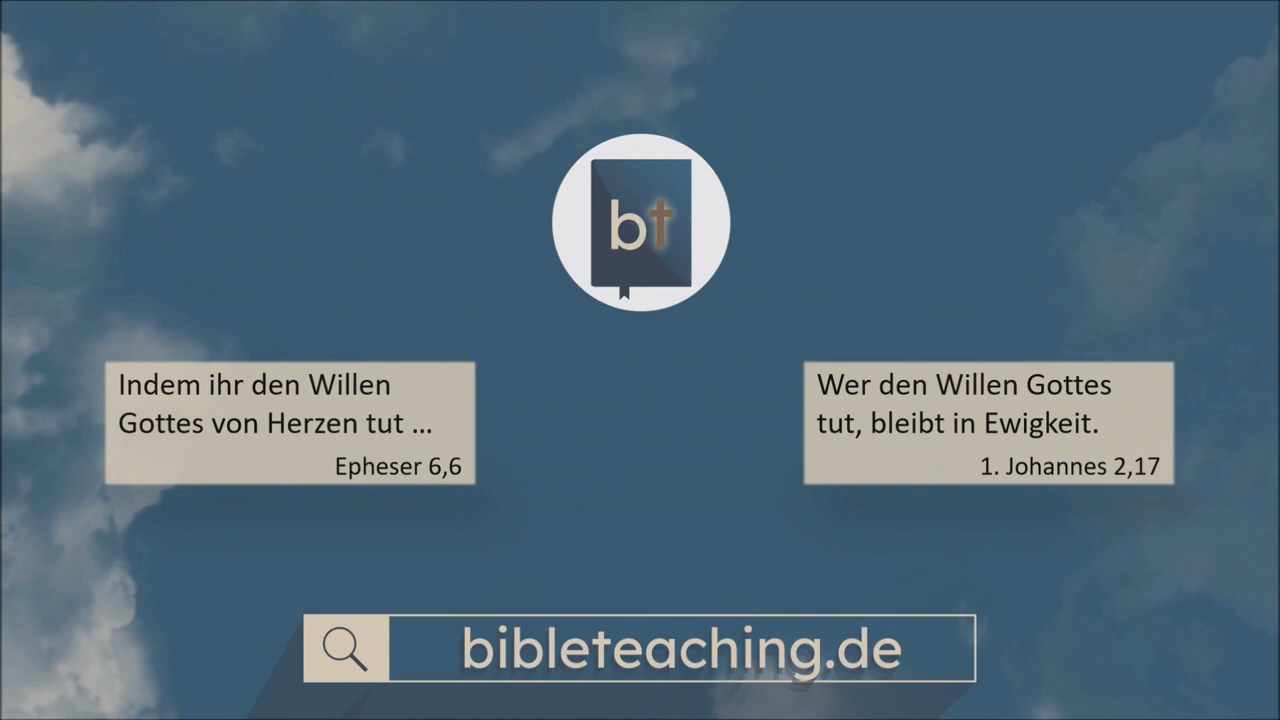 bt
Indem ihr den Willen
Gottes von Herzen tut ...
Epheser 6,6
Wer den Willen Gottes
tut, bleibt in Ewigkeit.
1. Johannes 2,17
bibleteaching.de